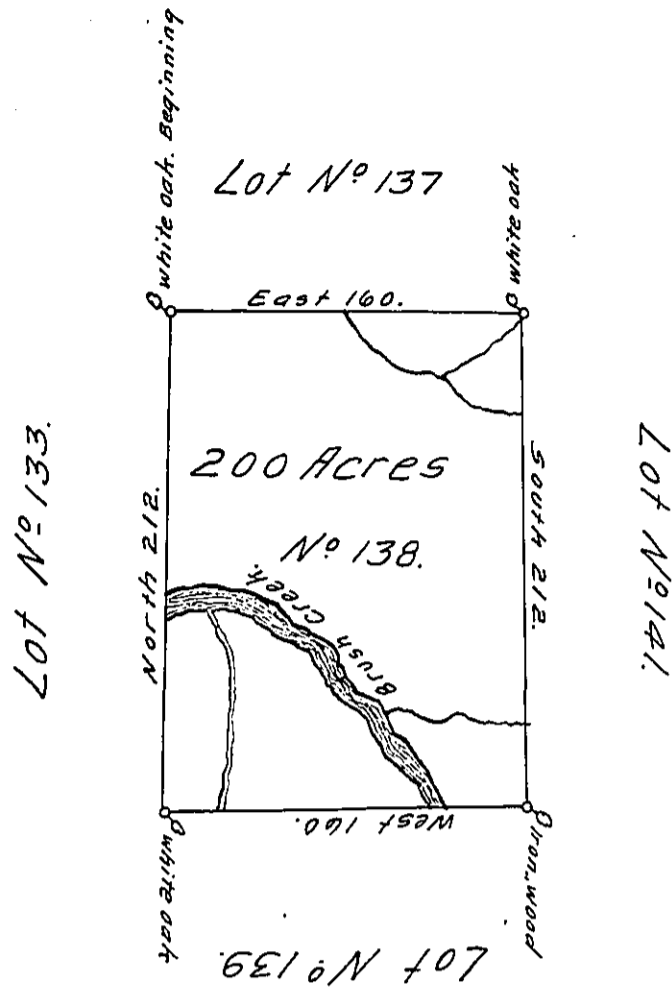 white oak. Beginning
Lot Nº 137
white oak
East 160.
Lot Nº 133.
North 212.
200 Acres
Nº 138.
Brush Creek.
South 212.
Lot Nº 141.
West 160.
white oak
Iron, wood
Lot Nº 139.